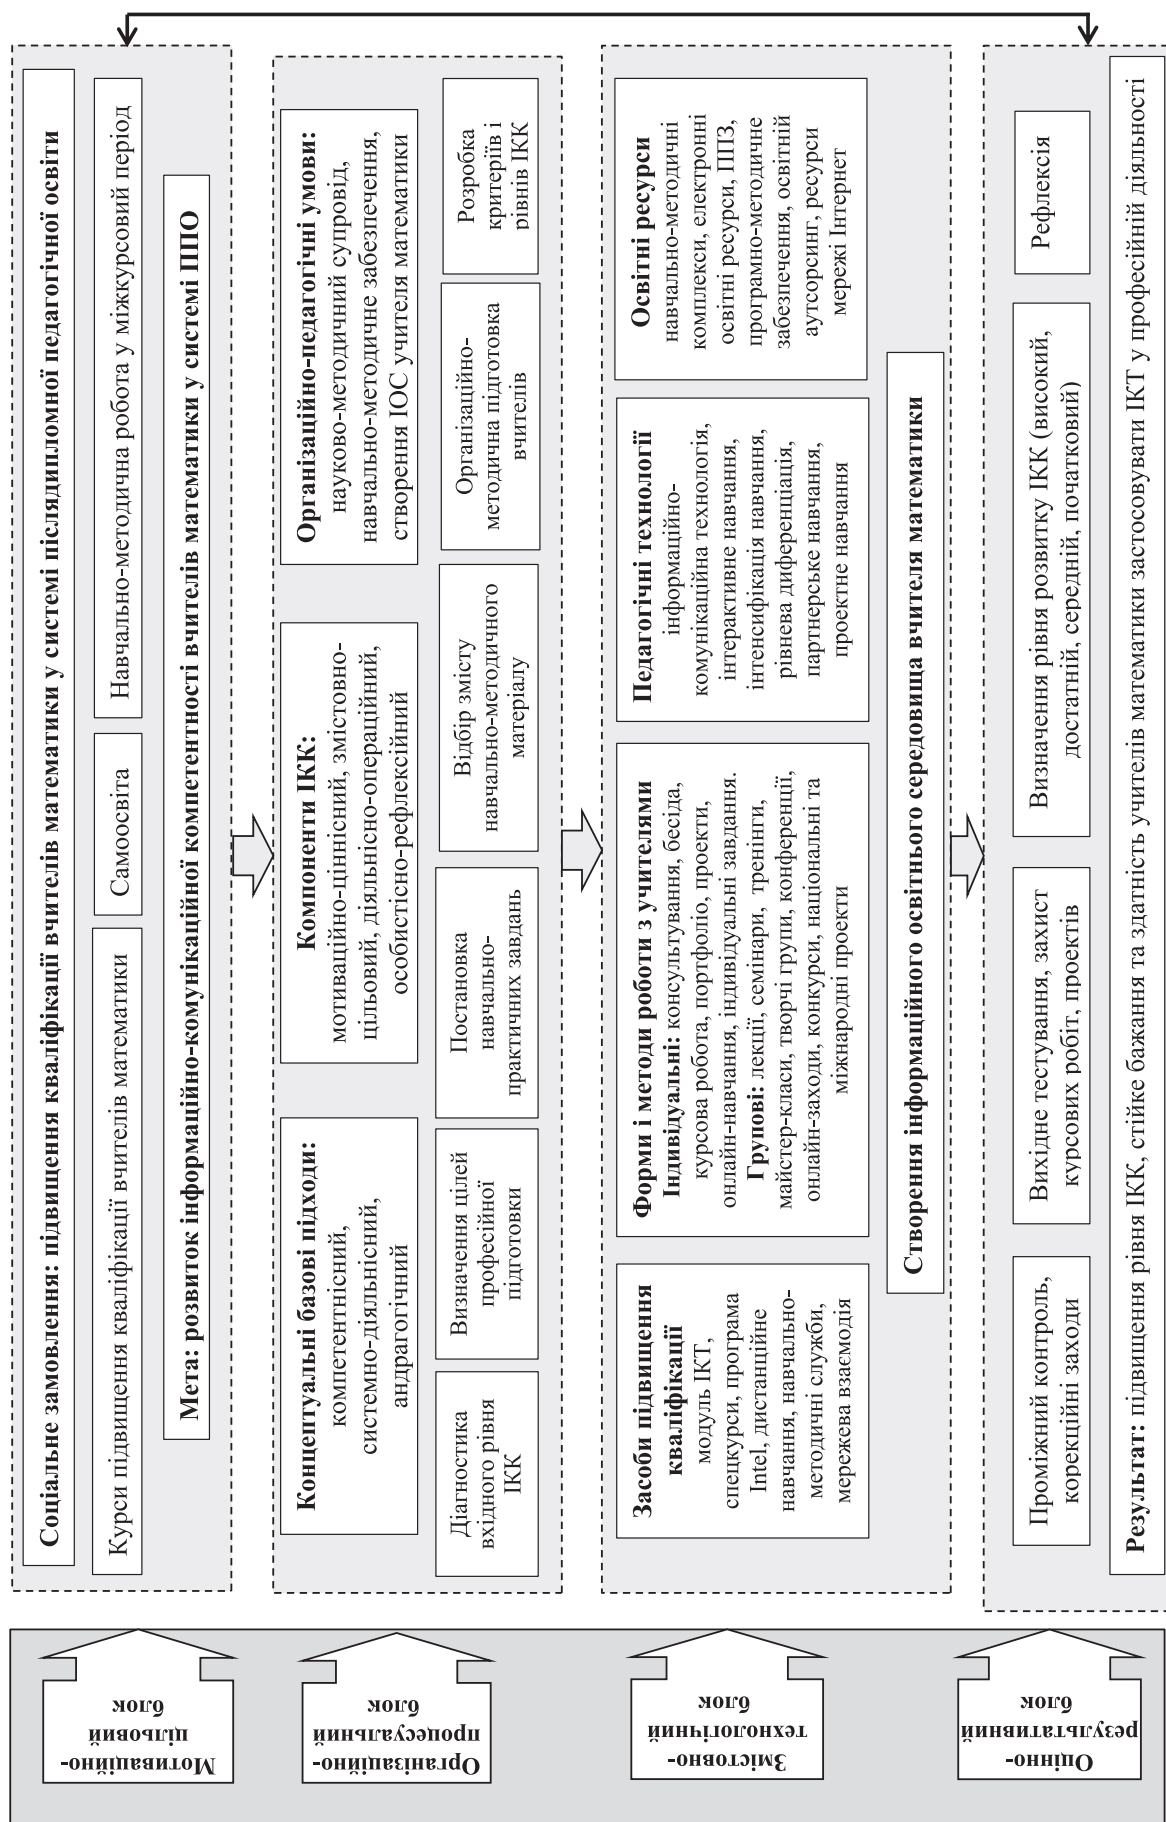 Мотиваційно-
цільовий
блок
Соціальне замовлення: підвищення кваліфікації вчителів математики у системі післядипломної педагогічної освіти
Курси підвищення кваліфікації вчителів математики
Самоосвіта
Навчально-методична робота у міжкурсовий період
Мета: розвиток інформаційно-комунікаційної компетентності вчителів математики у системі ППО
Організаційно-
процесуальний
блок
Концептуальні базові підходи:
компетентнісний,
системно-діяльнісний,
андрагогічний
Компоненти ІКК:
мотиваційно-ціннісний, змістовно-
цільовий, діяльнісно-операційний,
особистісно-рефлексійний
Організаційно-педагогічні умови:
науково-методичний супровід,
навчально-методичне забезпечення,
створення ІОС учителя математики
Діагностика
вхідного рівня
ІКК
Визначення цілей
професійної
підготовки
Постановка
навчально-
практичних завдань
Відбір змісту
навчально-методичного
матеріалу
Організаційно-
методична підготовка
вчителів
Розробка
критеріїв і
рівнів ІКК
Змістовно-
технологічний
блок
Засоби підвищення
кваліфікації
модуль ІКТ,
спецкурси, програма
Intel, дистанційне
навчання, навчально-
методичні служби,
мережева взаємодія
Форми і методи роботи з учителями
Індивідуальні: консультування, бесіда,
курсова робота, портфоліо, проекти,
онлайн-навчання, індивідуальні завдання.
Групові: лекції, семінари, тренінги,
майстер-класи, творчі групи, конференції,
онлайн-заходи, конкурси, національні та
міжнародні проекти
Педагогічні технології
інформаційно-
комунікаційна технологія,
інтерактивне навчання,
інтенсифікація навчання,
рівнева диференціація,
партнерське навчання,
проектне навчання
Освітні ресурси
навчально-методичні
комплекси, електронні
освітні ресурси, ППЗ,
програмно-методичне
забезпечення, освітній
аутсорсинг, ресурси
мережі Інтернет
Створення інформаційного освітнього середовища вчителя математики
Оцінно-
результативний
блок
Проміжний контроль,
корекційні заходи
Вихідне тестування, захист
курсових робіт, проектів
Визначення рівня розвитку ІКК (високий,
достатній, середній, початковий)
Рефлексія
Результат: підвищення рівня ІКК, стійке бажання та здатність учителів математики застосовувати ІКТ у професійній діяльності